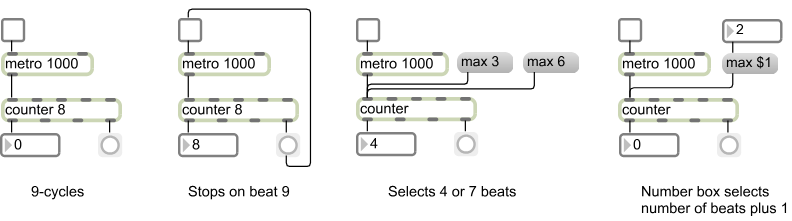 2
metro 1000
metro 1000
metro 1000
max 3
max 6
metro 1000
max $1
counter 8
counter 8
counter
counter
0
8
4
0
9-cycles
Stops on beat 9
Selects 4 or 7 beats
Number box selects
number of beats plus 1